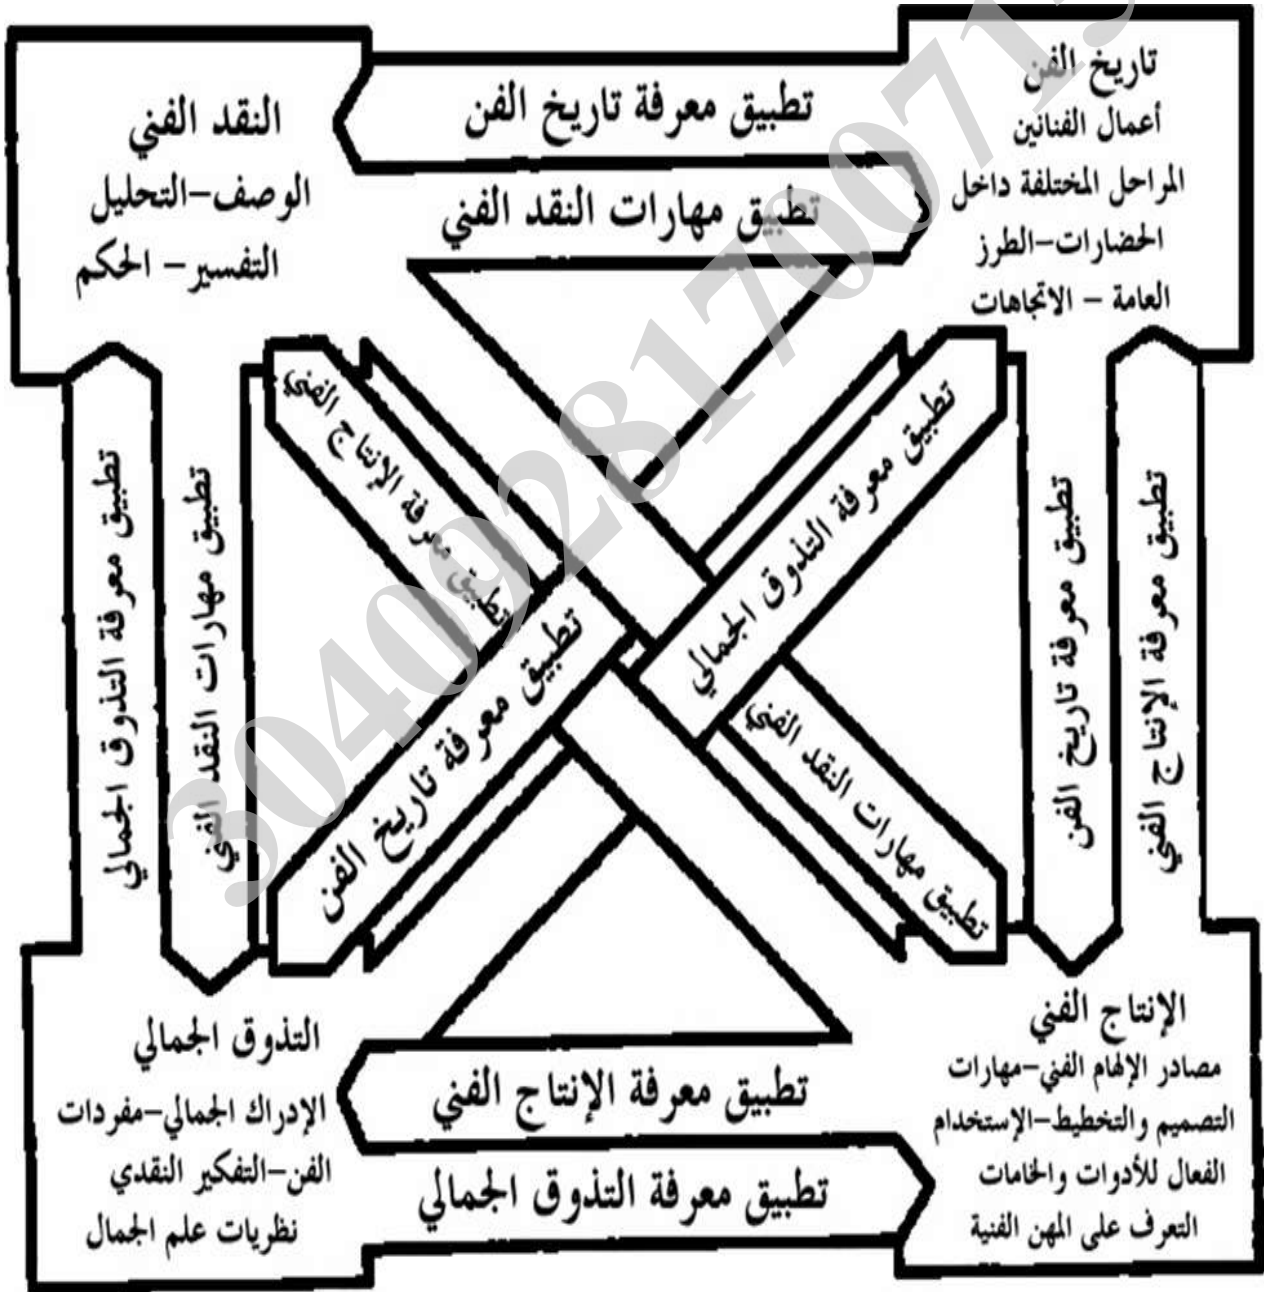 تاريخ الفن
أعمال الفنانين
المراحل المختلفة داخل
الحضارات-الطرز
العامة - الاتجاهات
تطبيق معرفة تاريخ الفن
تطبيق مهارات النقد الفني
النقد الفني
الوصف-التحليل
التفسير- الحكم
تطبيق معرفة الإنتاج الفني
تطبيق معرفة تاريخ الفن
تطبيق معرفة التذوق الجمالي
تطبيق مهارات النقد الفني
تطبيق معرفة الإنتاج الفني
تطبيق معرفة تاريخ الفن
تطبيق مهارات النقد الفني
تطبيق معرفة التذوق الجمالي
الإنتاج الفني
مصادر الإلهام الفني-مهارات
التصميم والتخطيط-الإستخدام
الفعال للأدوات والخامات
التعرف على المهن الفنية
تطبيق معرفة الإنتاج الفني
تطبيق معرفة التذوق الجمالي
التذوق الجمالي
الإدراك الجمالي-مفردات
الفن-التفكير النقدي
نظريات علم الجمال